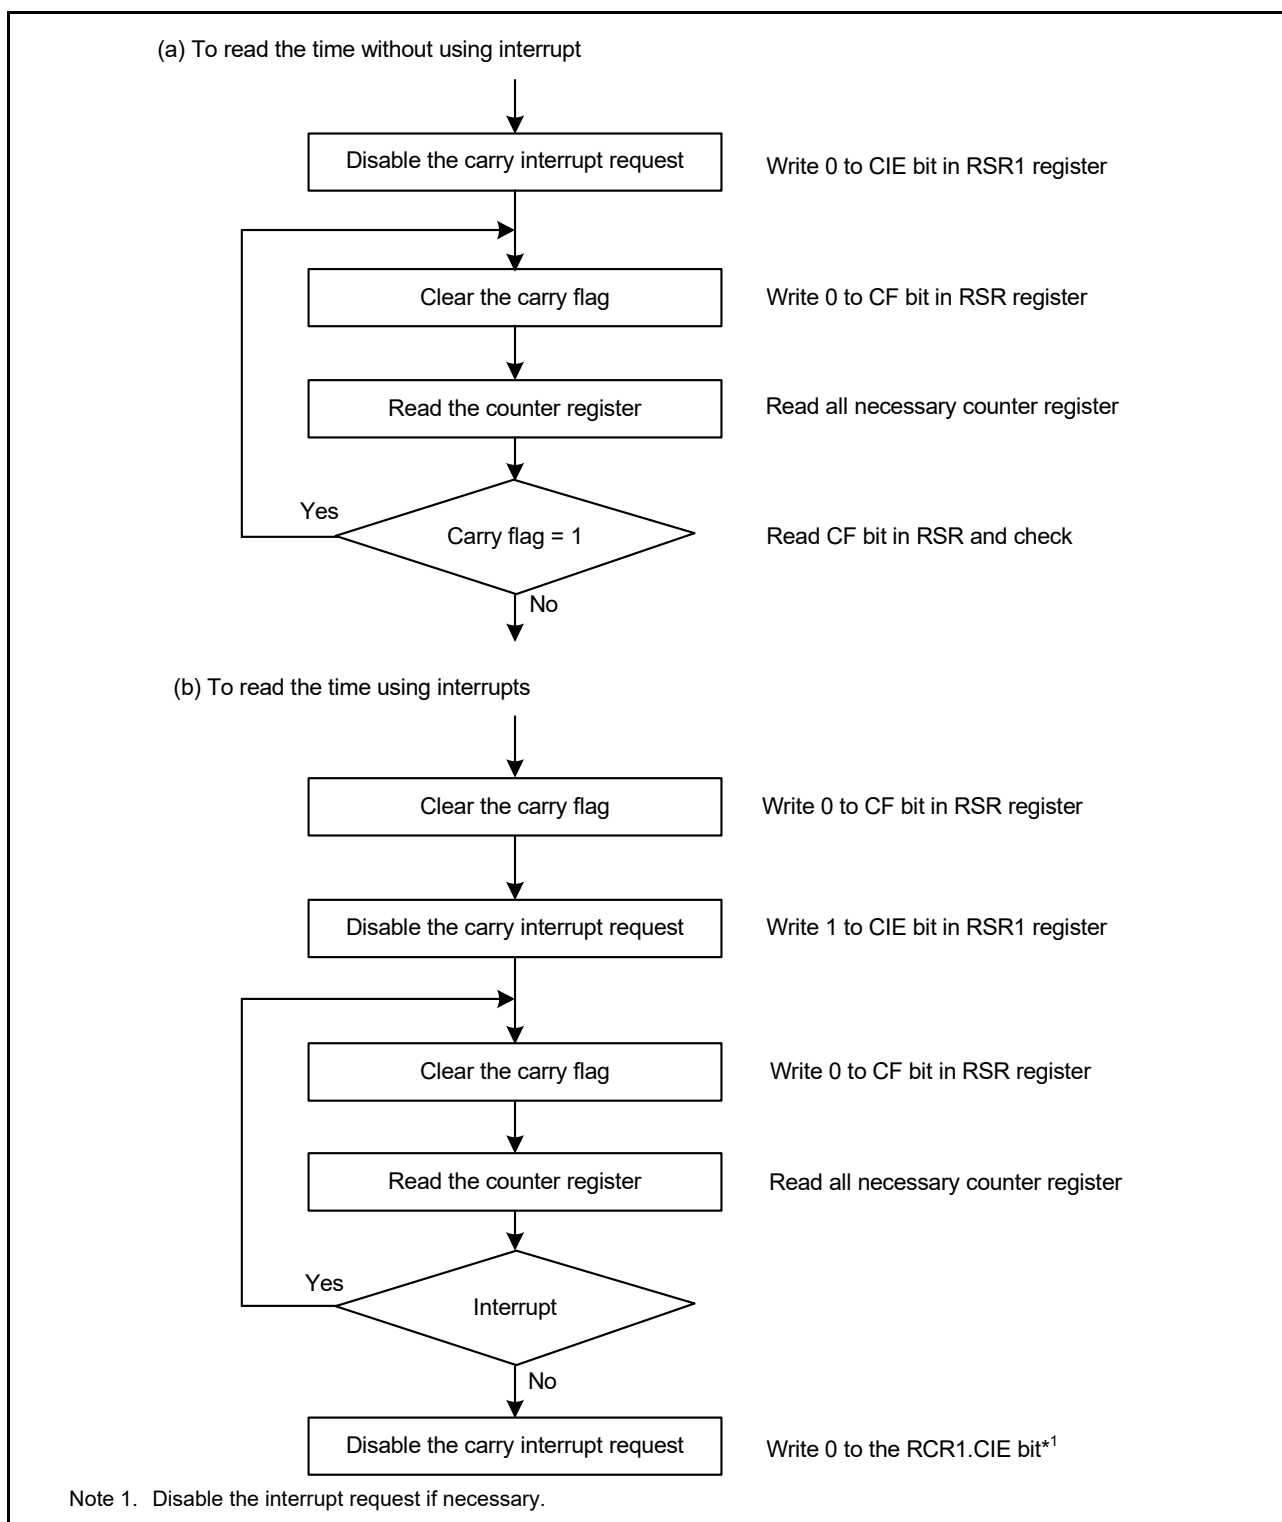 (a) To read the time without using interrupt
Disable the carry interrupt request
Write 0 to CIE bit in RSR1 register
Clear the carry flag
Write 0 to CF bit in RSR register
Read the counter register
Read all necessary counter register
Yes
Carry flag = 1
Read CF bit in RSR and check
No
(b) To read the time using interrupts
Clear the carry flag
Write 0 to CF bit in RSR register
Disable the carry interrupt request
Write 1 to CIE bit in RSR1 register
Clear the carry flag
Write 0 to CF bit in RSR register
Read the counter register
Read all necessary counter register
Yes
Interrupt
No
Disable the carry interrupt request
Write 0 to the RCR1.CIE bit*1
Note 1. Disable the interrupt request if necessary.